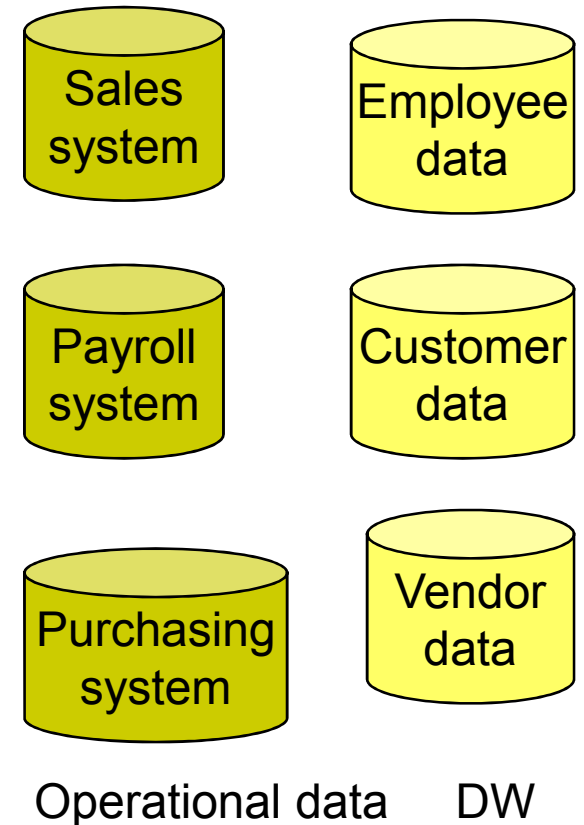 Sales
system
Employee
data
Payroll
system
Customer
data
Purchasing
system
Vendor
data
Operational data
DW